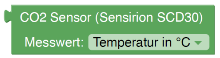 CO2 Sensor (Sensirion SCD30)
Messwert: Temperatur in °C